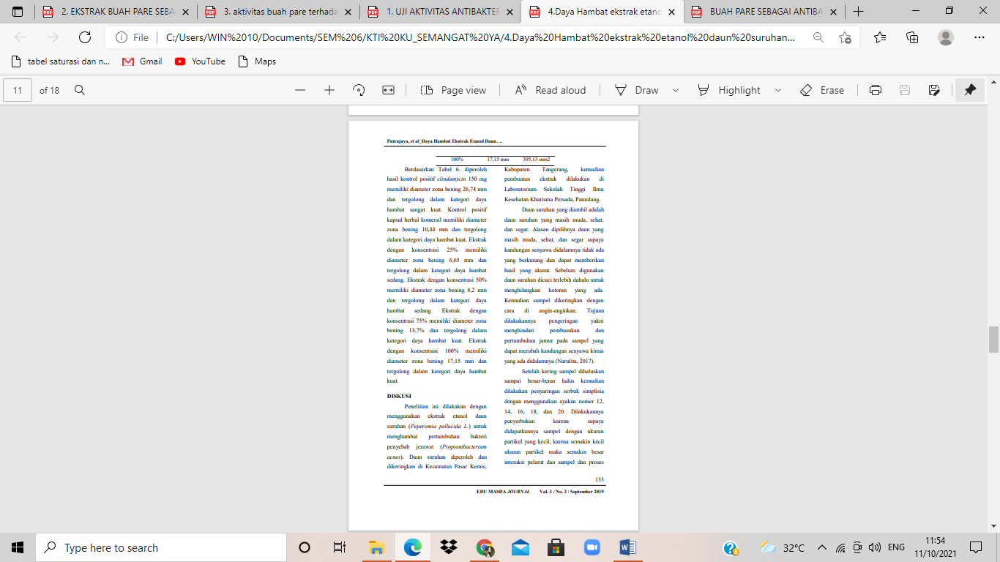 2. EKSTRAK BUAH PARE SEBA
3. aktivitas buah pare terhada
1. UJI AKTIVITAS ANTIBAKTER
4.Daya Hambat ekstrak etano
BUAH PARE SEBAGAI ANTIBA
File
C:/Users/WIN%2010/Documents/SEM%206/KTI%20KU_SEMANGAT%20YA/4.Daya%20Hambat%20ekstrak%20etanol%20daun%20suruhan...
tabel saturasi dan n...
Gmail
YouTube
Maps
11 of 18
Page view
Read aloud
Draw
Highlight
Erase
Putrajaya, et al_Daya Hambat Ekstrak Etanol Daun….
100% 17,15 mm 395,13 mm2
Berdasarkan Tabel 6. diperoleh
hasil kontrol positif clindamycin 150 mg
memiliki diameter zona bening 26,74 mm
dan tergolong dalam kategori daya
hambat sangat kuat. Kontrol positif
kapsul herbal komersil memiliki diameter
zona bening 10,44 mm dan tergolong
dalam kategori daya hambat kuat. Ekstrak
dengan konsentrasi 25% memiliki
diameter zona bening 6,65 mm dan
tergolong dalam kategori daya hambat
sedang. Ekstrak dengan konsentrasi 50%
memiliki diameter zona bening 8,2 mm
dan tergolong dalam kategori daya
hambat sedang. Ekstrak dengan
konsentrasi 75% memiliki diameter zona
bening 13,7% dan tergolong dalam
kategori daya hambat kuat. Ekstrak
dengan konsentrasi 100% memiliki
diameter zona bening 17,15 mm dan
tergolong dalam kategori daya hambat
kuat.
DISKUSI
Penelitian ini dilakukan dengan
menggunakan ekstrak etanol daun
suruhan (Peperomia pellucida L.) untuk
menghambat pertumbuhan bakteri
penyebab jerawat (Propionibacterium
acnes). Daun suruhan diperoleh dan
dikeringkan di Kecamatan Pasar Kemis,
Kabupaten Tangerang, kemudian
pembuatan ekstrak dilakukan di
Laboratorium Sekolah Tinggi Ilmu
Kesehatan Kharisma Persada, Pamulang.
Daun suruhan yang diambil adalah
daun suruhan yang masih muda, sehat,
dan segar. Alasan dipilihnya daun yang
masih muda, sehat, dan segar supaya
kandungan senyawa didalamnya tidak ada
yang berkurang dan dapat memberikan
hasil yang akurat. Sebelum digunakan
daun suruhan dicuci terlebih dahulu untuk
menghilangkan kotoran yang ada.
Kemudian sampel dikeringkan dengan
cara di angin-anginkan. Tujuan
dilakukannya pengeringan yakni
menghindari pembusukan dan
pertumbuhan jamur pada sampel yang
dapat merubah kandungan senyawa kimia
yang ada didalamnya (Narulita, 2017).
Setelah kering sampel dihaluskan
sampai benar-benar halus kemudian
dilakukan penyaringan serbuk simplisia
dengan menggunakan ayakan nomer 12,
14, 16, 18, dan 20. Dilakukannya
penyerbukan karena supaya
didapatkannya sampel dengan ukuran
partikel yang kecil, karena semakin kecil
ukuran partikel maka semakin besar
interaksi pelarut dan sampel dan proses
133
EDU MASDA JOURNAL Vol. 3 / No. 2 / September 2019
Type here to search
32°C
ENG
11:54
11/10/2021